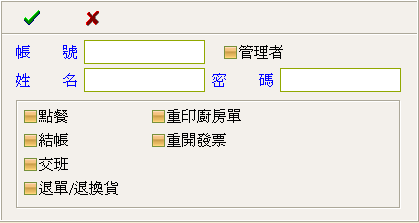 帳　號 管理者
姓　名 密　碼
點餐 重印廚房單
結帳 重開發票
交班
退單/退換貨